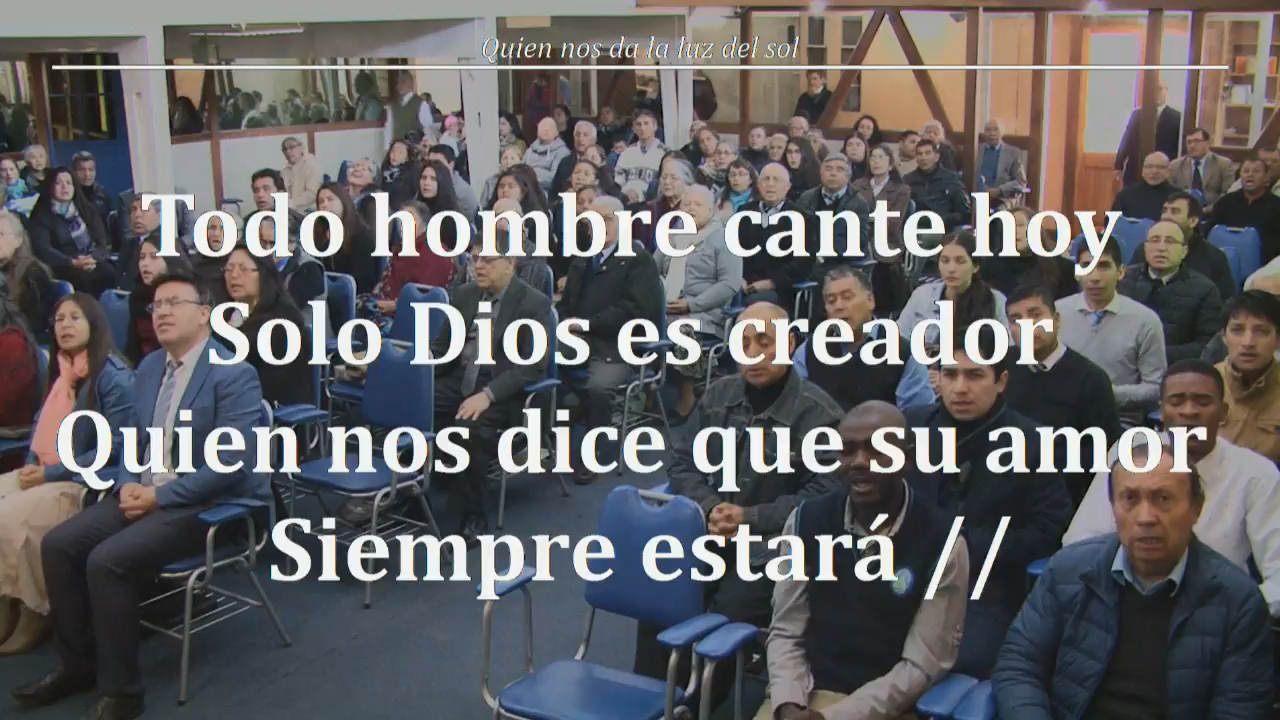 Quien nos da la luz del sol
Todo hombre cante hoy
Solo Dios es creador
Quien nos dice que su amor
Siempre estará //